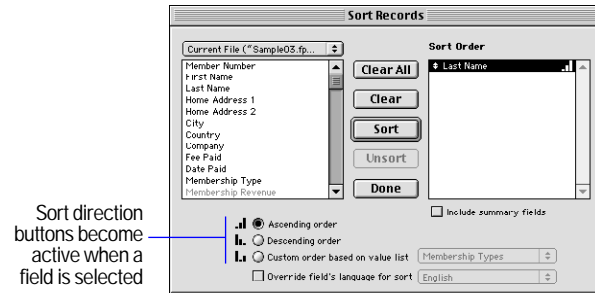 Sort Records
Current File ("Sample03.fp...
Sort Order
Member Number
First Name
Last Name
Home Address 1
Home Address 2
City
Country
Company
Fee Paid
Date Paid
Membership Type
Membership Revenue
Clear All
Clear
Sort
Unsort
Done
Last Name
Include summary fields
Sort direction
buttons become
active when a
field is selected
Ascending order
Descending order
Custom order based on value list
Membership Types
Override field's language for sort
English